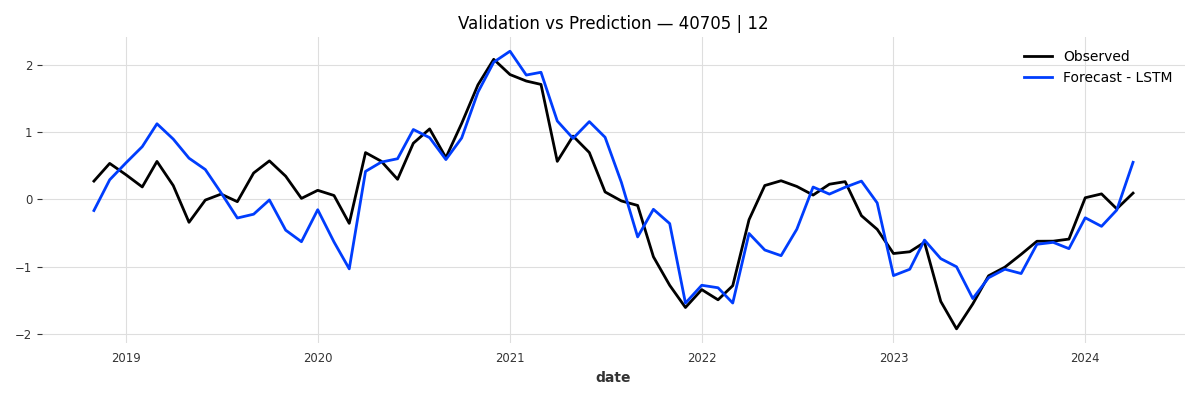 Validation vs Prediction — 40705 | 12
Observed
Forecast - LSTM
2
1
0
−1
−2
2019 2020 2021 2022 2023 2024
date